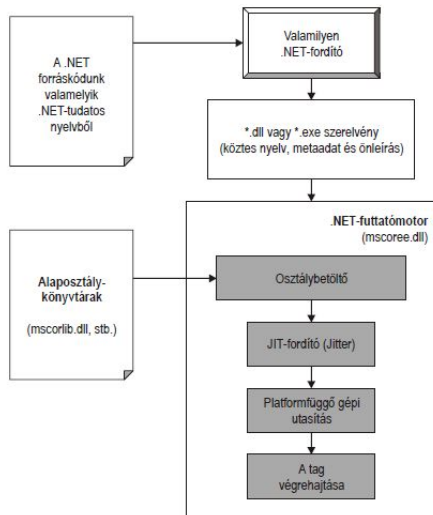 A .NET
forráskódunk
valamelyik
.NET-tudatos
nyelvből
Valamilyen
.NET-fordító
*.dll vagy *.exe szerelvény
(köztes nyelv, metaadat és önleírás)
.NET-futtatómotor
(mscoree.dll)
Alaposztály-
könyvtárak
(mscorlib.dll, stb.)
Osztálybetöltő
JIT-fordító (Jitter)
Platformfüggő gépi
utasítás
A tag
végrehajtása